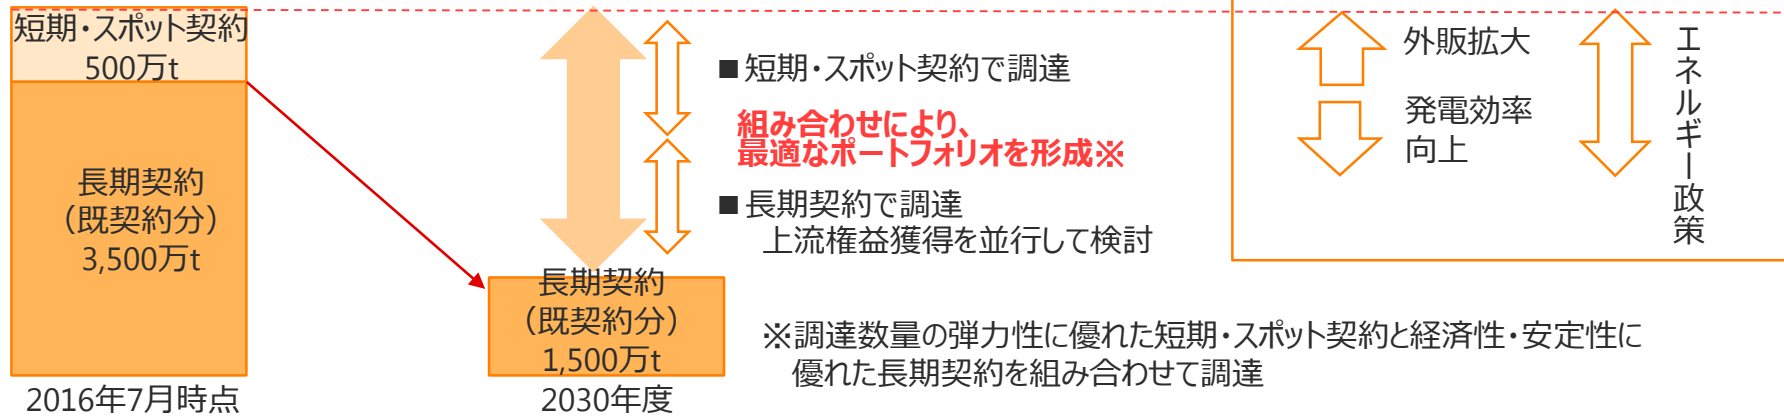 短期・スポット契約
500万t
長期契約
（既契約分）
3,500万t
2016年7月時点
■短期・スポット契約で調達
組み合わせにより、
最適なポートフォリオを形成※
■長期契約で調達
上流権益獲得を並行して検討
長期契約
（既契約分）
1,500万t
2030年度
※調達数量の弾力性に優れた短期・スポット契約と経済性・安定性に
優れた長期契約を組み合わせて調達
外販拡大
発電効率
向上
エネルギー政策